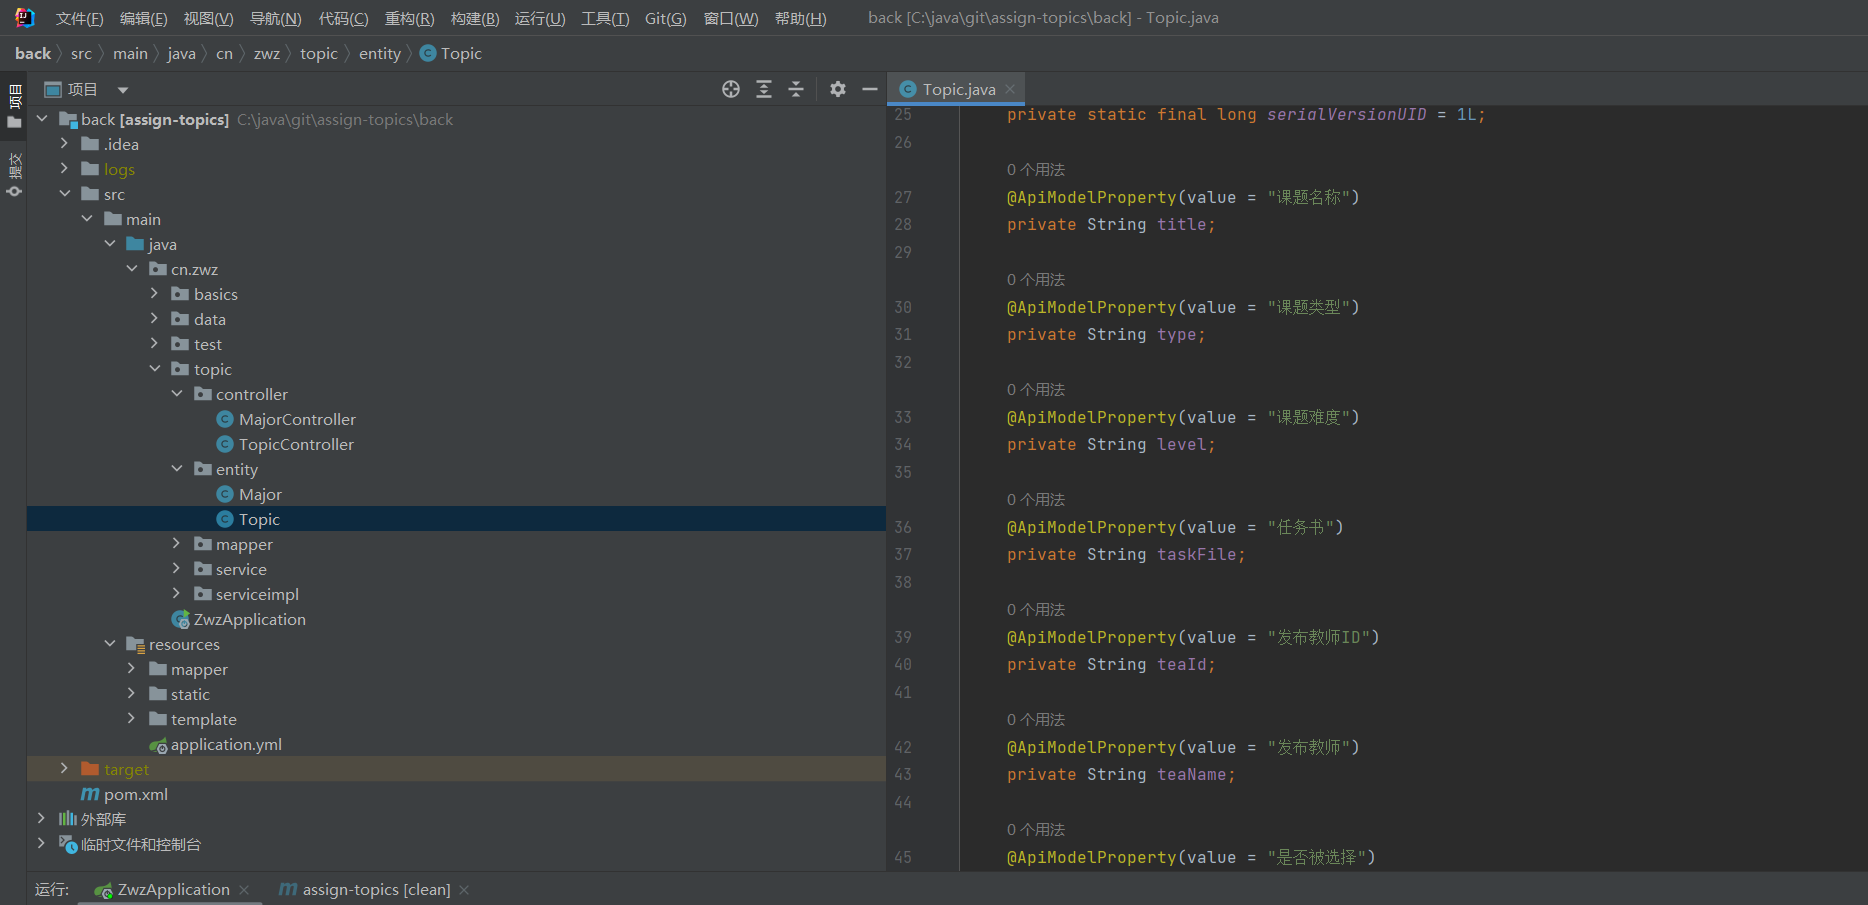 文件(F) 编辑(E) 视图(V) 导航(N) 代码(C) 重构(R) 构建(B) 运行(U) 工具(T) Git(G) 窗口(W) 帮助(H) back [C:\java\git\assign-topics\back] - Topic.java
back src main java cn zwz topic entity Topic
项目
提交
项目
back [assign-topics] C:\java\git\assign-topics\back
.idea
logs
src
main
java
cn.zwz
basics
data
test
topic
controller
MajorController
TopicController
entity
Major
Topic
mapper
service
serviceimpl
ZwzApplication
resources
mapper
static
template
application.yml
target
pom.xml
外部库
临时文件和控制台
Topic.java
25 private static final long serialVersionUID = 1L;
26
0 个用法
27 @ApiModelProperty(value = "课题名称")
28 private String title;
29
0 个用法
30 @ApiModelProperty(value = "课题类型")
31 private String type;
32
0 个用法
33 @ApiModelProperty(value = "课题难度")
34 private String level;
35
0 个用法
36 @ApiModelProperty(value = "任务书")
37 private String taskFile;
38
0 个用法
39 @ApiModelProperty(value = "发布教师ID")
40 private String teaId;
41
0 个用法
42 @ApiModelProperty(value = "发布教师")
43 private String teaName;
44
0 个用法
45 @ApiModelProperty(value = "是否被选择")
运行: ZwzApplication assign-topics [clean]